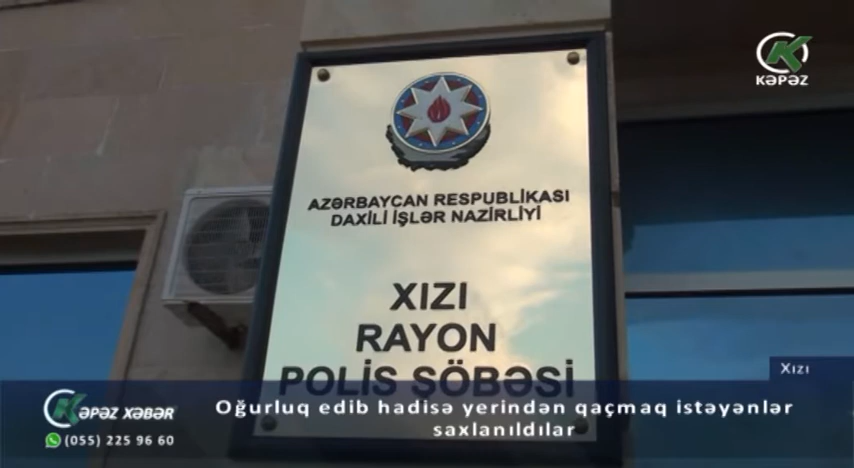 KƏPƏZ
AZƏRBAYCAN RESPUBLİKASI
DAXİLİ İŞLƏR NAZİRLİYİ
XIZI
RAYON
POLİS ŞÖBƏSİ
Xızı
KƏPƏZ XƏBƏR
(055) 225 96 60
Oğurluq edib hadisə yerindən qaçmaq istəyənlər
saxlanıldılar